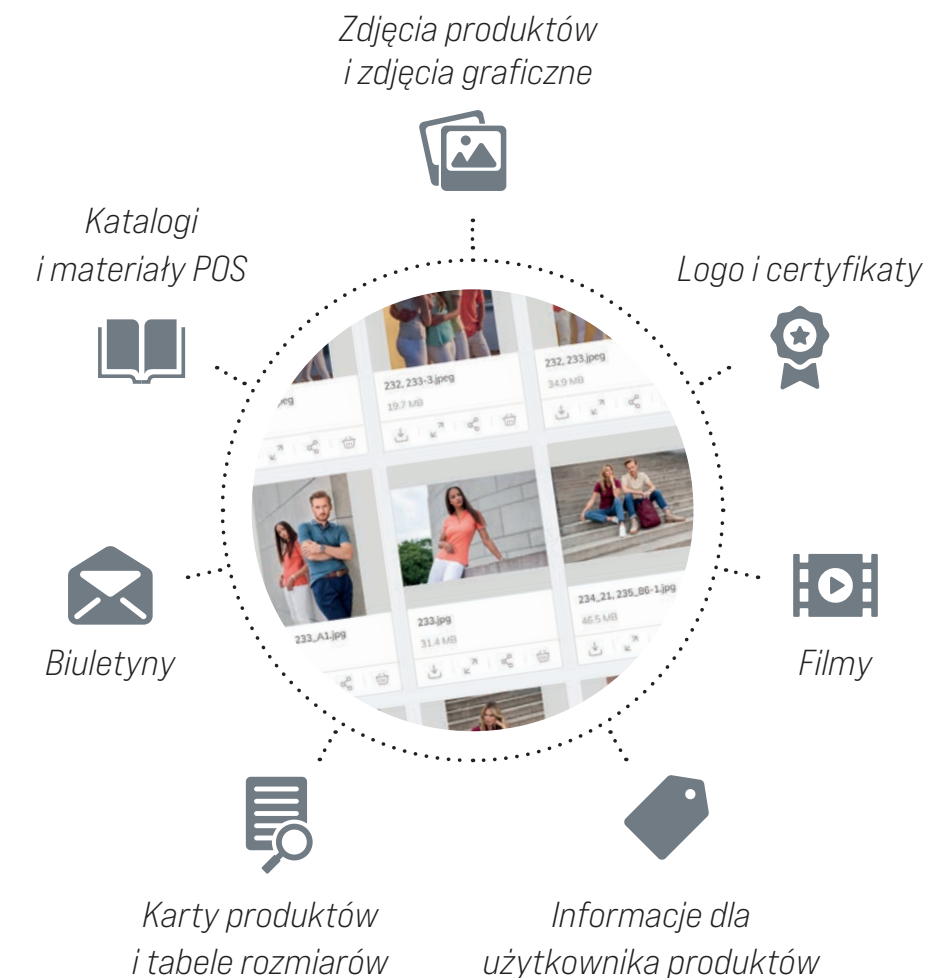 Zdjęcia produktów
i zdjęcia graficzne
Katalogi
i materiały POS
Logo i certyfikaty
232, 233-3.jpeg
19.7 MB
232, 233.jpeg
34.9 MB
233_A1.jpg
233.jpg
31.4 MB
234_21, 235_86-1.jpg
46.5 MB
Biuletyny
Filmy
Karty produktów
i tabele rozmiarów
Informacje dla
użytkownika produktów